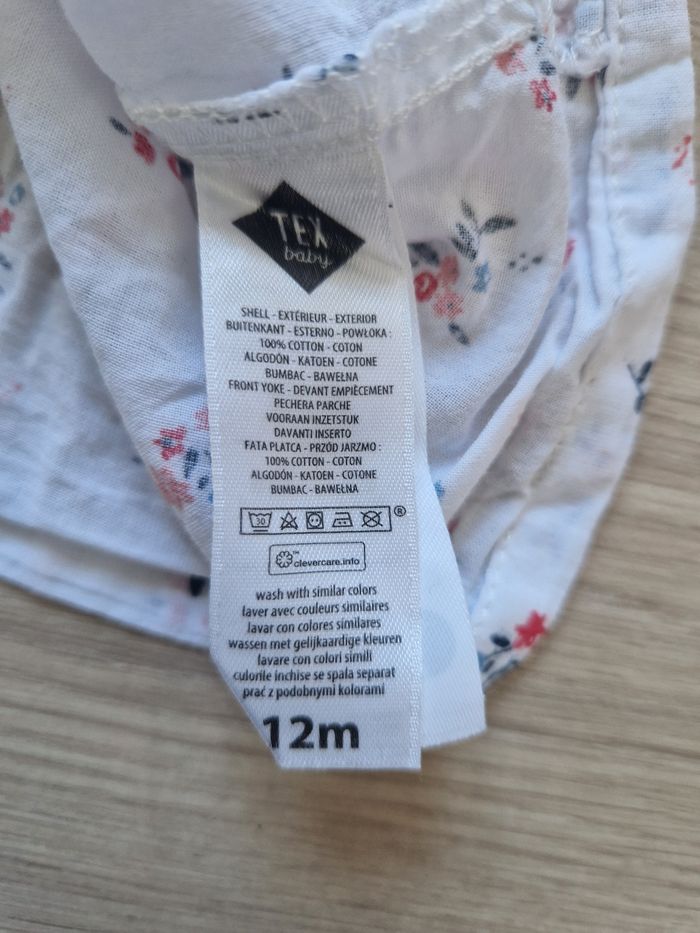 TEX
baby
SHELL - EXTÉRIEUR - EXTERIOR
BUITENKANT - ESTERNO - POWŁOKA :
100% COTTON - COTON
ALGODÓN - KATOEN - COTONE
BUMBAC - BAWEŁNA
FRONT YOKE - DEVANT EMPIÈCEMENT
PECHERA PARCHE
VOORAAN INZETSTUK
DAVANTI INSERTO
FATA PLATCA - PRZÓD JARZMO :
100% COTTON - COTON
ALGODÓN - KATOEN - COTONE
BUMBAC - BAWEŁNA
30 ®
™ clevercare.info
wash with similar colors
laver avec couleurs similaires
lavar con colores similares
wassen met gelijkaardige kleuren
lavare con colori simili
culorile inchise se spala separat
prać z podobnymi kolorami
12m